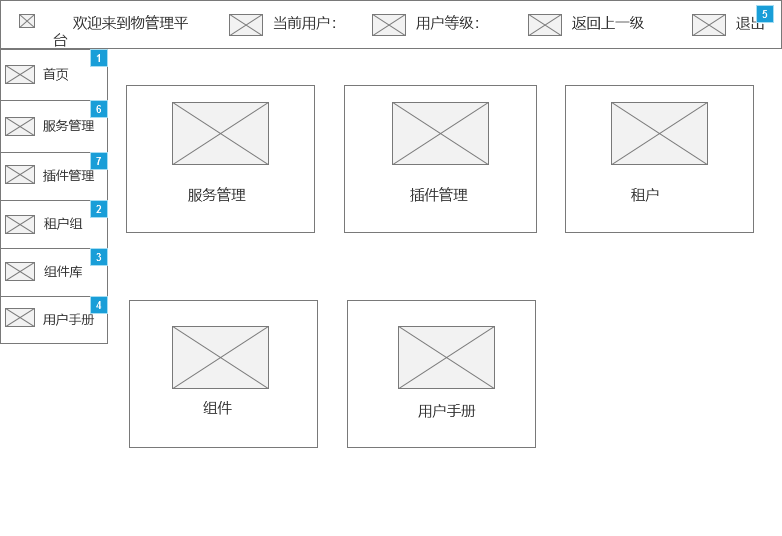 欢迎来到物管理平台
当前用户：
用户等级：
返回上一级
退出
5
1
首页
6
服务管理
7
插件管理
2
租户组
3
组件库
4
用户手册
服务管理
插件管理
租户
组件
用户手册